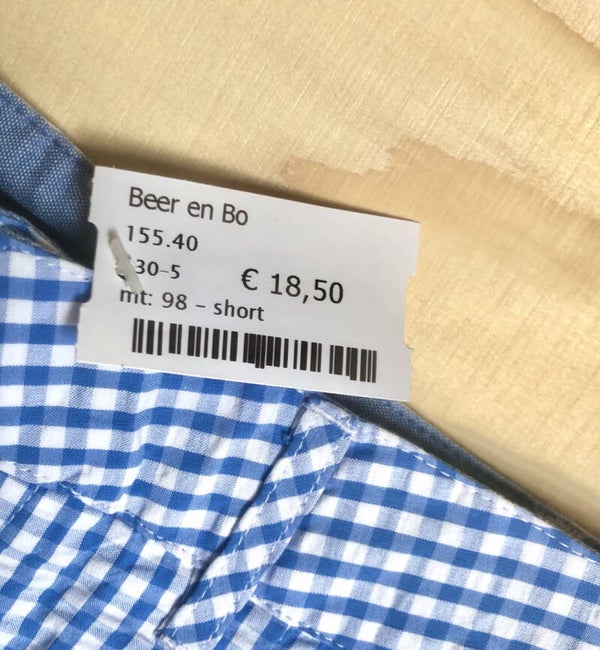 Beer en Bo
155.40
30-5
€ 18,50
mt: 98 - short